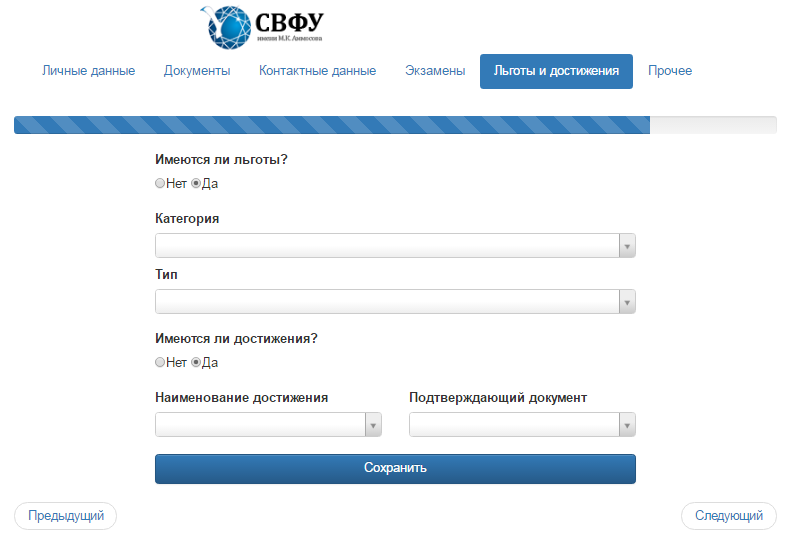 СВФУ
имени М.К. Аммосова
Личные данные Документы Контактные данные Экзамены Льготы и достижения Прочее
Имеются ли льготы?
Нет Да
Категория
Тип
Имеются ли достижения?
Нет Да
Наименование достижения Подтверждающий документ
Сохранить
Предыдущий Следующий